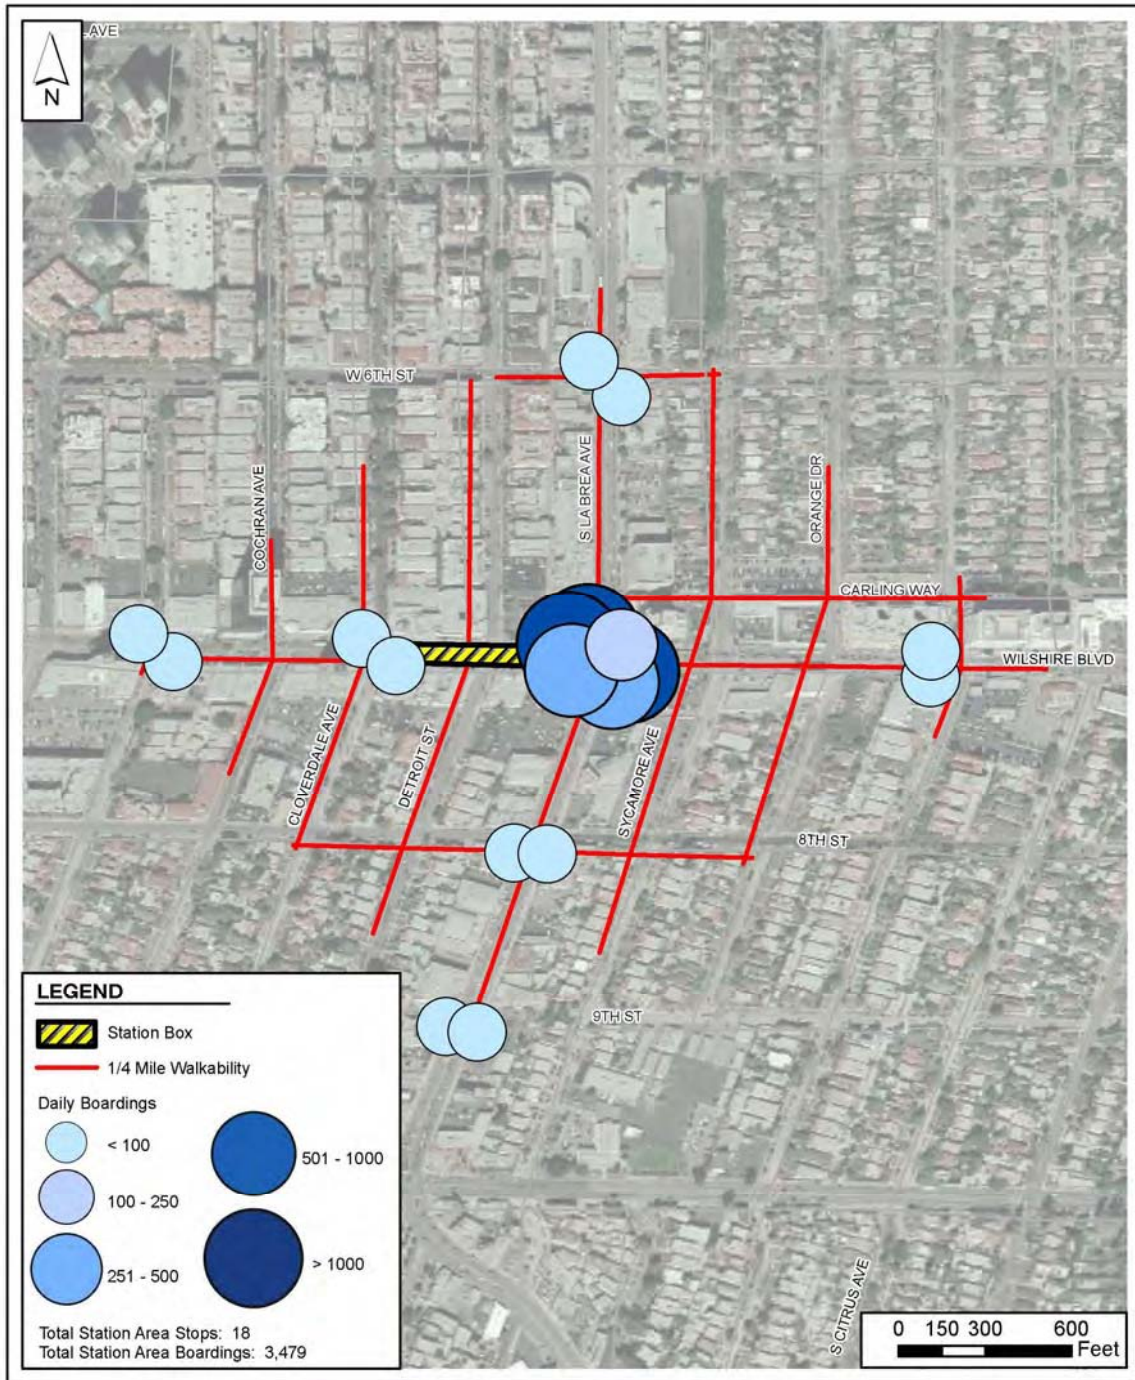 L AVE
N
W 6TH ST
COCHRAN AVE
S LA BREA AVE
ORANGE DR
CARLING WAY
WILSHIRE BLVD
CLOVERDALE AVE
DETROIT ST
SYCAMORE AVE
8TH ST
9TH ST
S CITRUS AVE
LEGEND
Station Box
1/4 Mile Walkability
Daily Boardings
< 100
100 - 250
251 - 500
501 - 1000
> 1000
Total Station Area Stops: 18
Total Station Area Boardings: 3,479
0 150 300 600
Feet